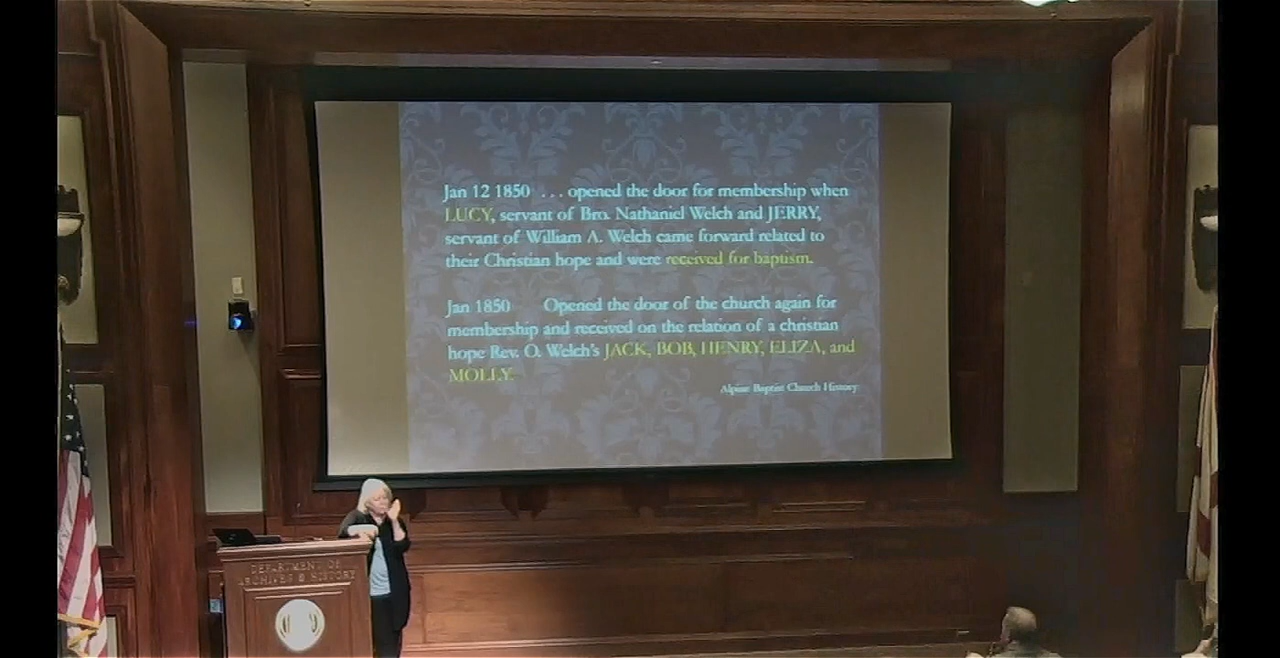 Jan 12 1850 . . . opened the door for membership when
LUCY, servant of Bro. Nathaniel Welch and JERRY,
servant of William A. Welch came forward related to
their Christian hope and were received for baptism.
Jan 1850 Opened the door of the church again for
membership and received on the relation of a christian
hope Rev. O. Welch's JACK, BOB, HENRY, ELIZA, and
MOLLY.
Alpine Baptist Church History
DEPARTMENT OF
ARCHIVES & HISTORY